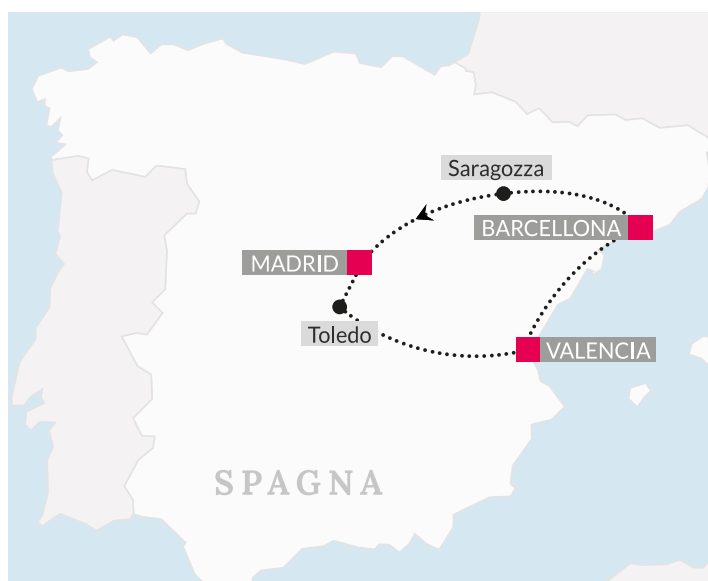 Saragozza
BARCELLONA
MADRID
Toledo
VALENCIA
SPAGNA